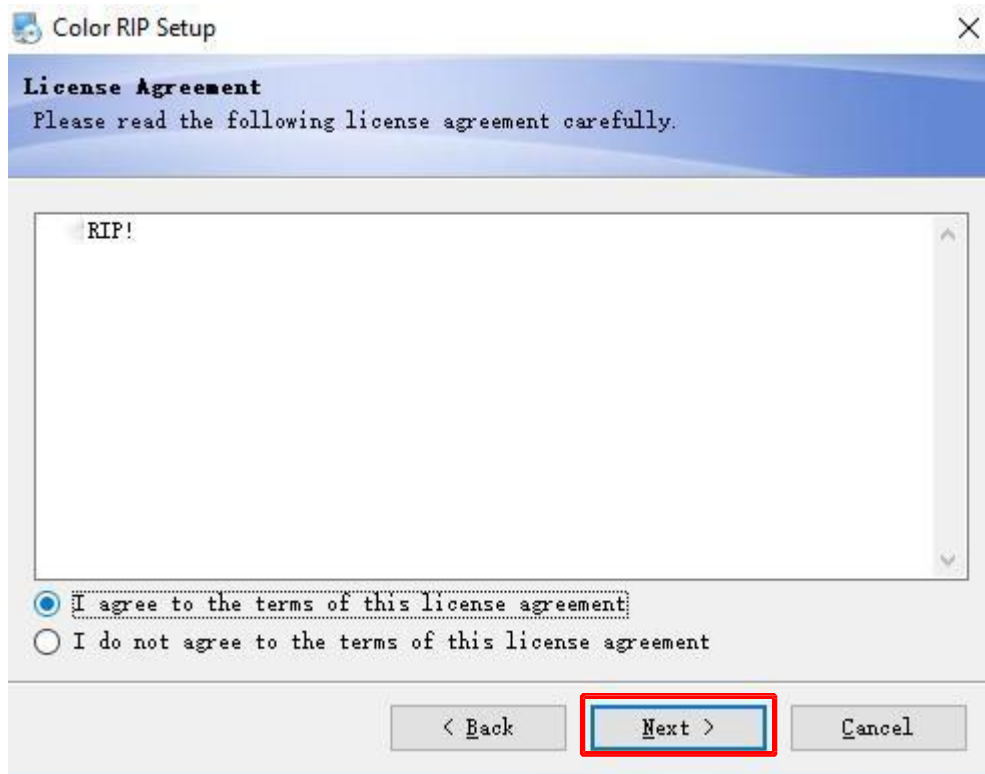 Color RIP Setup
License Agreement
Please read the following license agreement carefully.
RIP!
I agree to the terms of this license agreement
I do not agree to the terms of this license agreement
< Back Next > Cancel